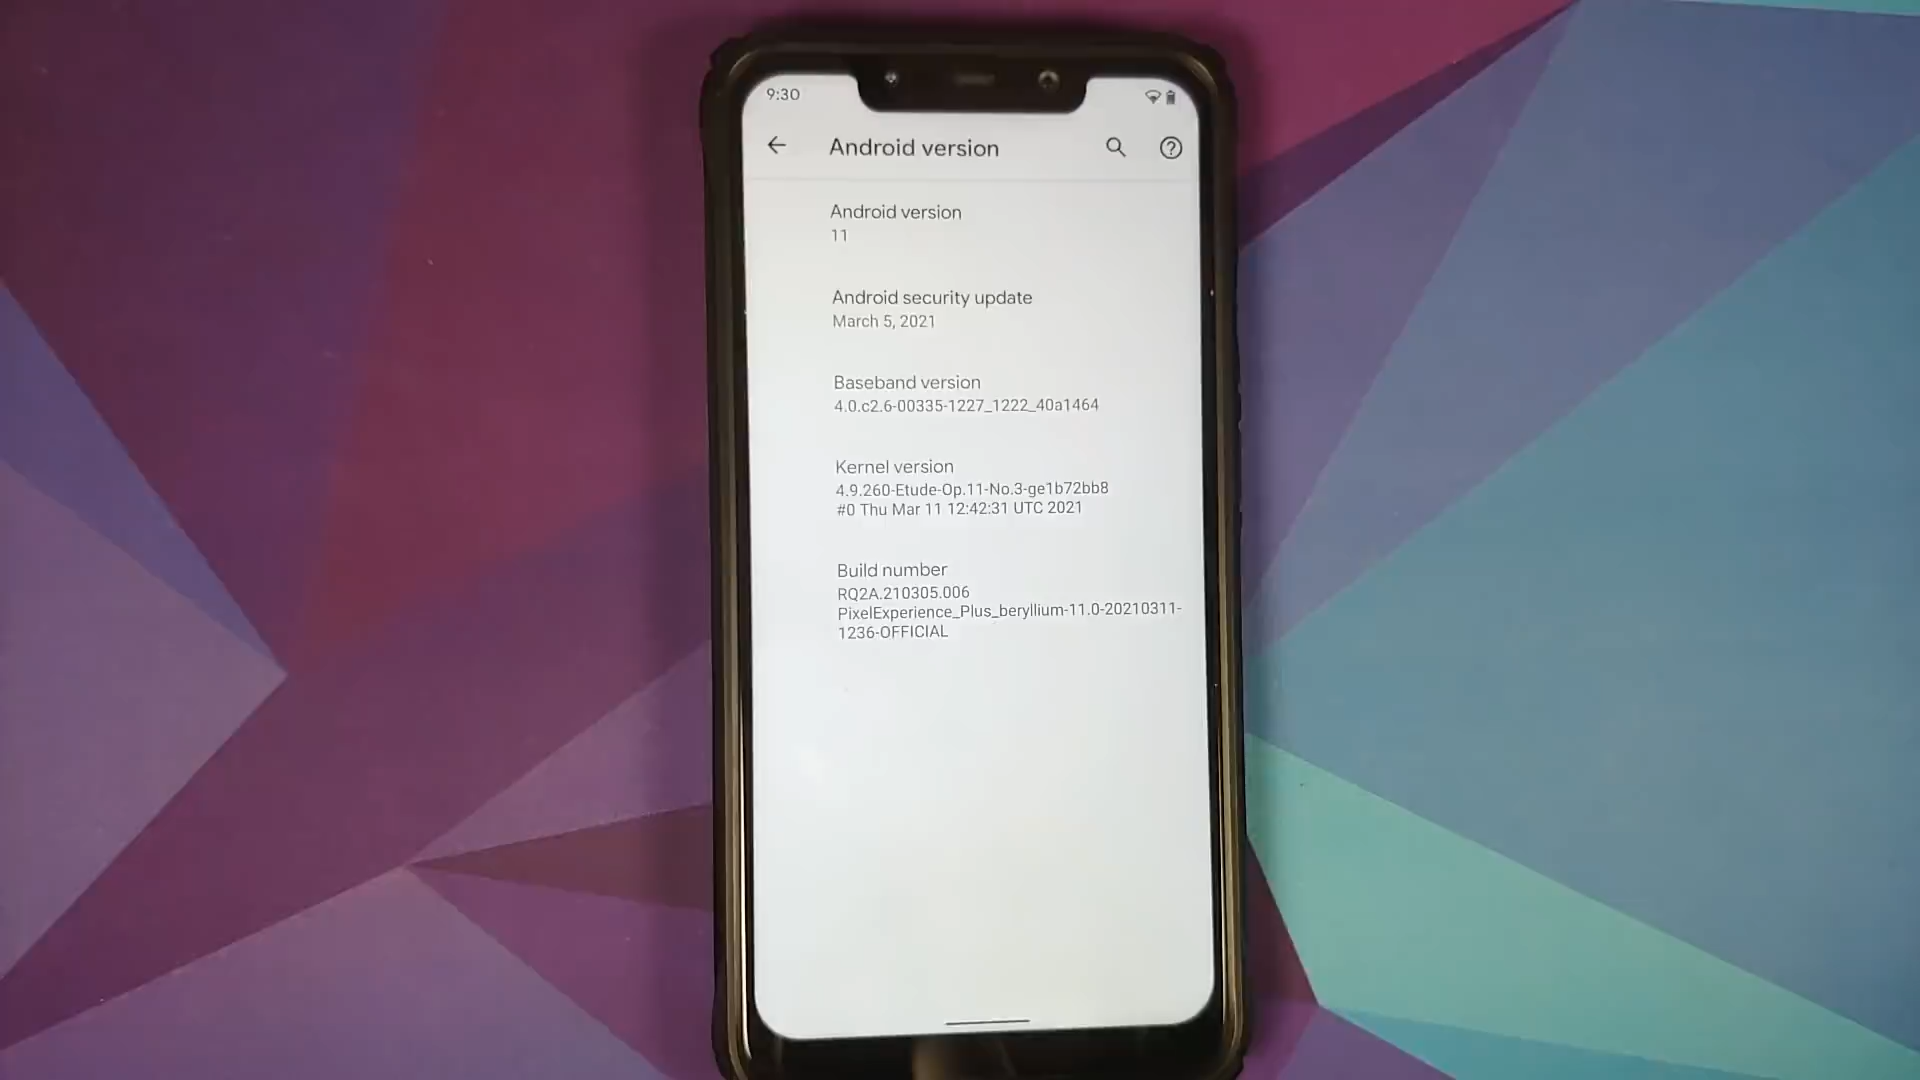 9:30
Android version
Android version
11
Android security update
March 5, 2021
Baseband version
4.0.c2.6-00335-1227_1222_40a1464
Kernel version
4.9.260-Etude-Op.11-No.3-ge1b72bb8
#0 Thu Mar 11 12:42:31 UTC 2021
Build number
RQ2A.210305.006
PixelExperience_Plus_beryllium-11.0-20210311-
1236-OFFICIAL